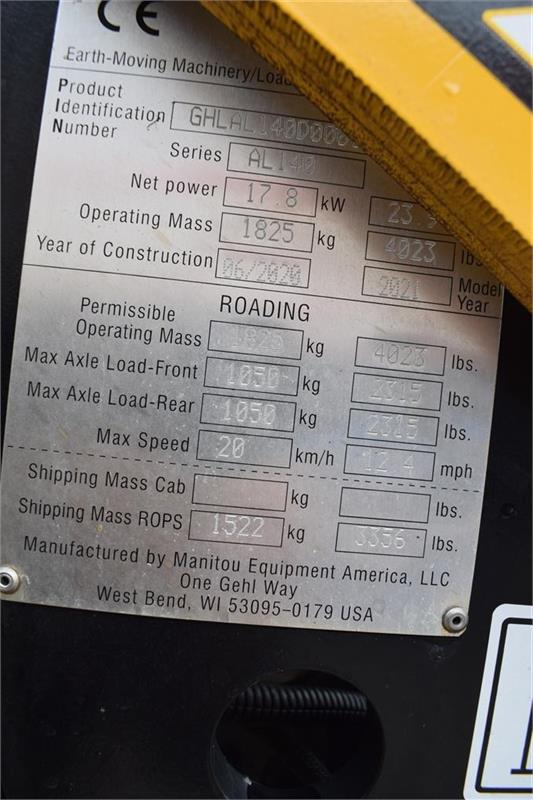 CE
Earth-Moving Machinery/Load
Product
Identification GHLAL140D006
Number
Series AL140
Net power 17.8 kW 23.9
Operating Mass 1825 kg 4023 lbs.
Year of Construction 06/2020 2021 Model Year
ROADING
Permissible
Operating Mass 1825 kg 4023 lbs.
Max Axle Load-Front 1050 kg 2315 lbs.
Max Axle Load-Rear 1050 kg 2315 lbs.
Max Speed 20 km/h 12.4 mph
Shipping Mass Cab kg lbs.
Shipping Mass ROPS 1522 kg 3356 lbs.
Manufactured by Manitou Equipment America, LLC
One Gehl Way
West Bend, WI 53095-0179 USA